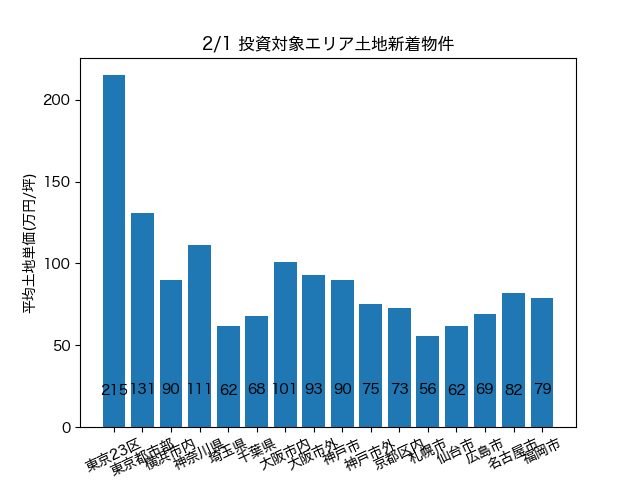 2/1 投資対象エリア土地新着物件
平均土地単価(万円/坪)
200
150
100
50
0
215
131
90
111
62
68
101
93
90
75
73
56
62
69
82
79
東京23区
東京都市部
横浜市内
神奈川県
埼玉県
千葉県
大阪市内
大阪市外
神戸市
神戸市外
京都区内
札幌市
仙台市
広島市
名古屋市
福岡市